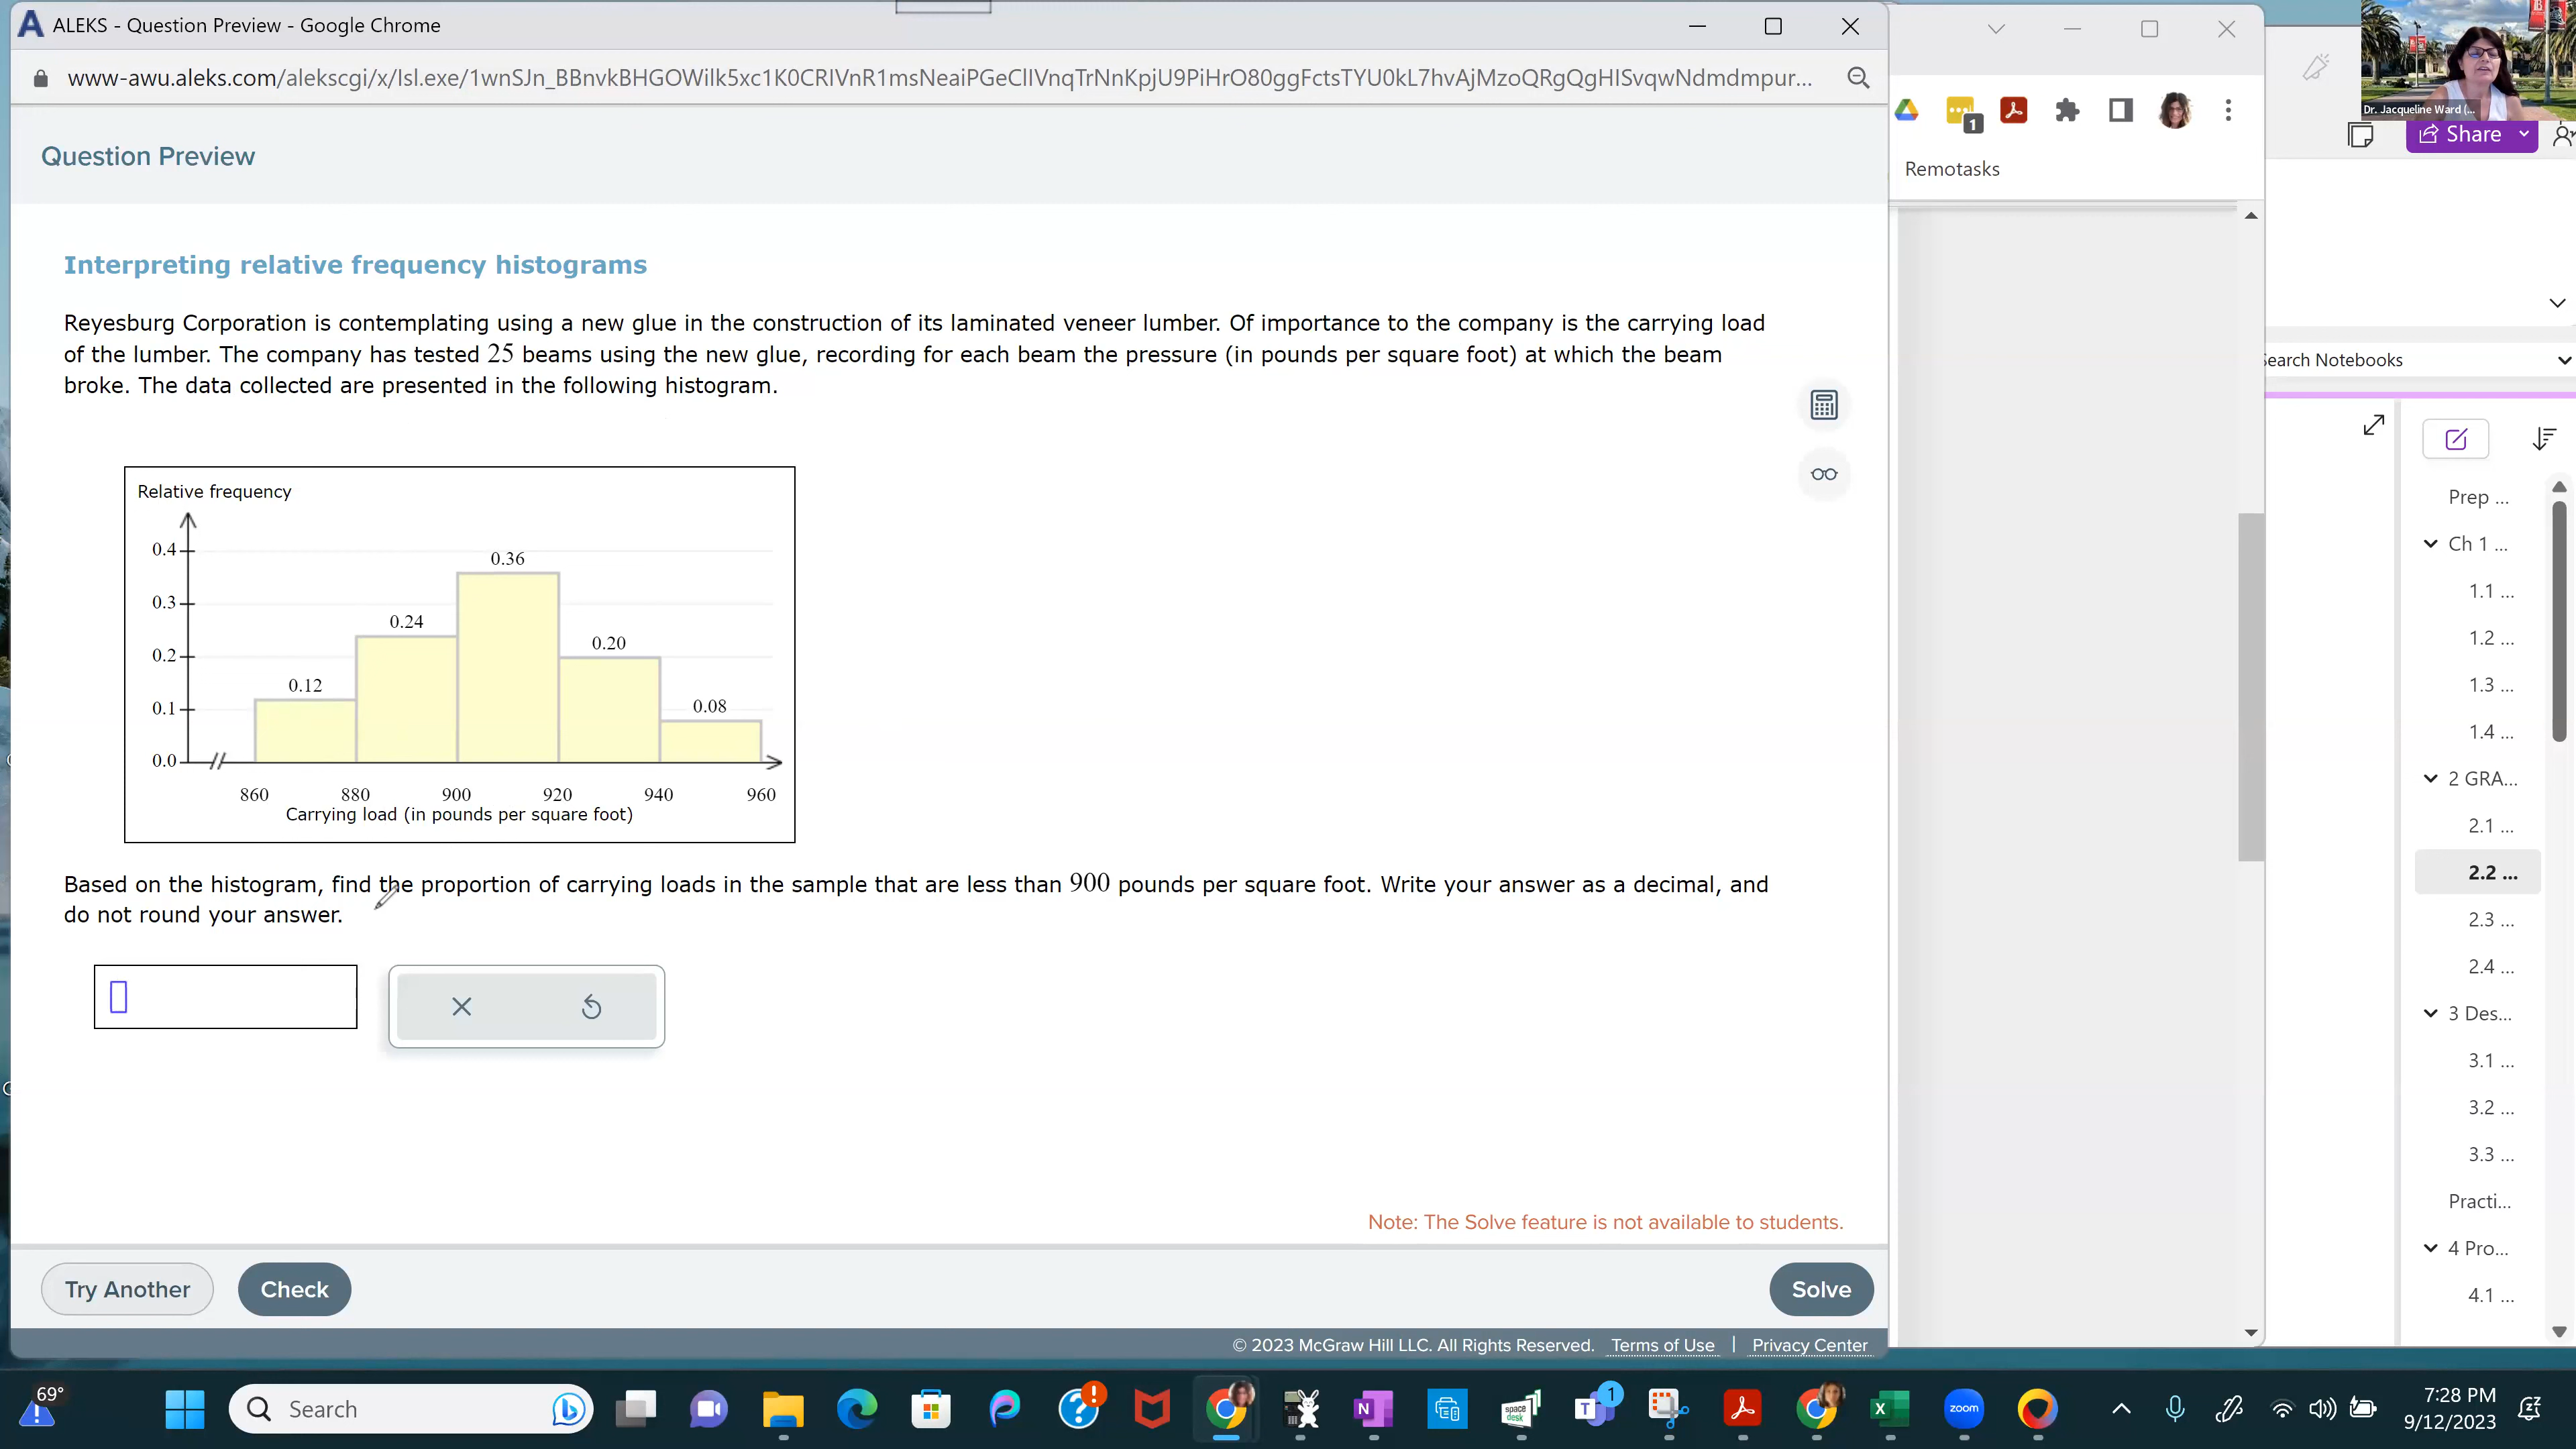 ALEKS - Question Preview - Google Chrome
www-awu.aleks.com/alekscgi/x/Isl.exe/1wnSJn_BBnvkBHGOWilk5xc1K0CRIVnR1msNeaiPGeClIVnqTrNnKpjU9PiHrO80ggFctsTYU0kL7hvAjMzoQRgQgHISvqwNdmdmpur...
Dr. Jacqueline Ward (...
Share
1
Remotasks
Question Preview
Interpreting relative frequency histograms
Reyesburg Corporation is contemplating using a new glue in the construction of its laminated veneer lumber. Of importance to the company is the carrying load
of the lumber. The company has tested 25 beams using the new glue, recording for each beam the pressure (in pounds per square foot) at which the beam
broke. The data collected are presented in the following histogram.
Relative frequency
0.4
0.3
0.2
0.1
0.0
0.12
0.24
0.36
0.20
0.08
860 880 900 920 940 960
Carrying load (in pounds per square foot)
Based on the histogram, find the proportion of carrying loads in the sample that are less than 900 pounds per square foot. Write your answer as a decimal, and
do not round your answer.
Note: The Solve feature is not available to students.
Try Another
Check
Solve
© 2023 McGraw Hill LLC. All Rights Reserved. Terms of Use | Privacy Center
Search Notebooks
Prep ...
Ch 1 ...
1.1 ...
1.2 ...
1.3 ...
1.4 ...
2 GRA...
2.1 ...
2.2 ...
2.3 ...
2.4 ...
3 Des...
3.1 ...
3.2 ...
3.3 ...
Practi...
4 Pro...
4.1 ...
69°
Search
space
desk
1
zoom
7:28 PM
9/12/2023